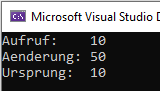 Microsoft Visual Studio D
Aufruf:    10
Aenderung: 50
Ursprung:  10